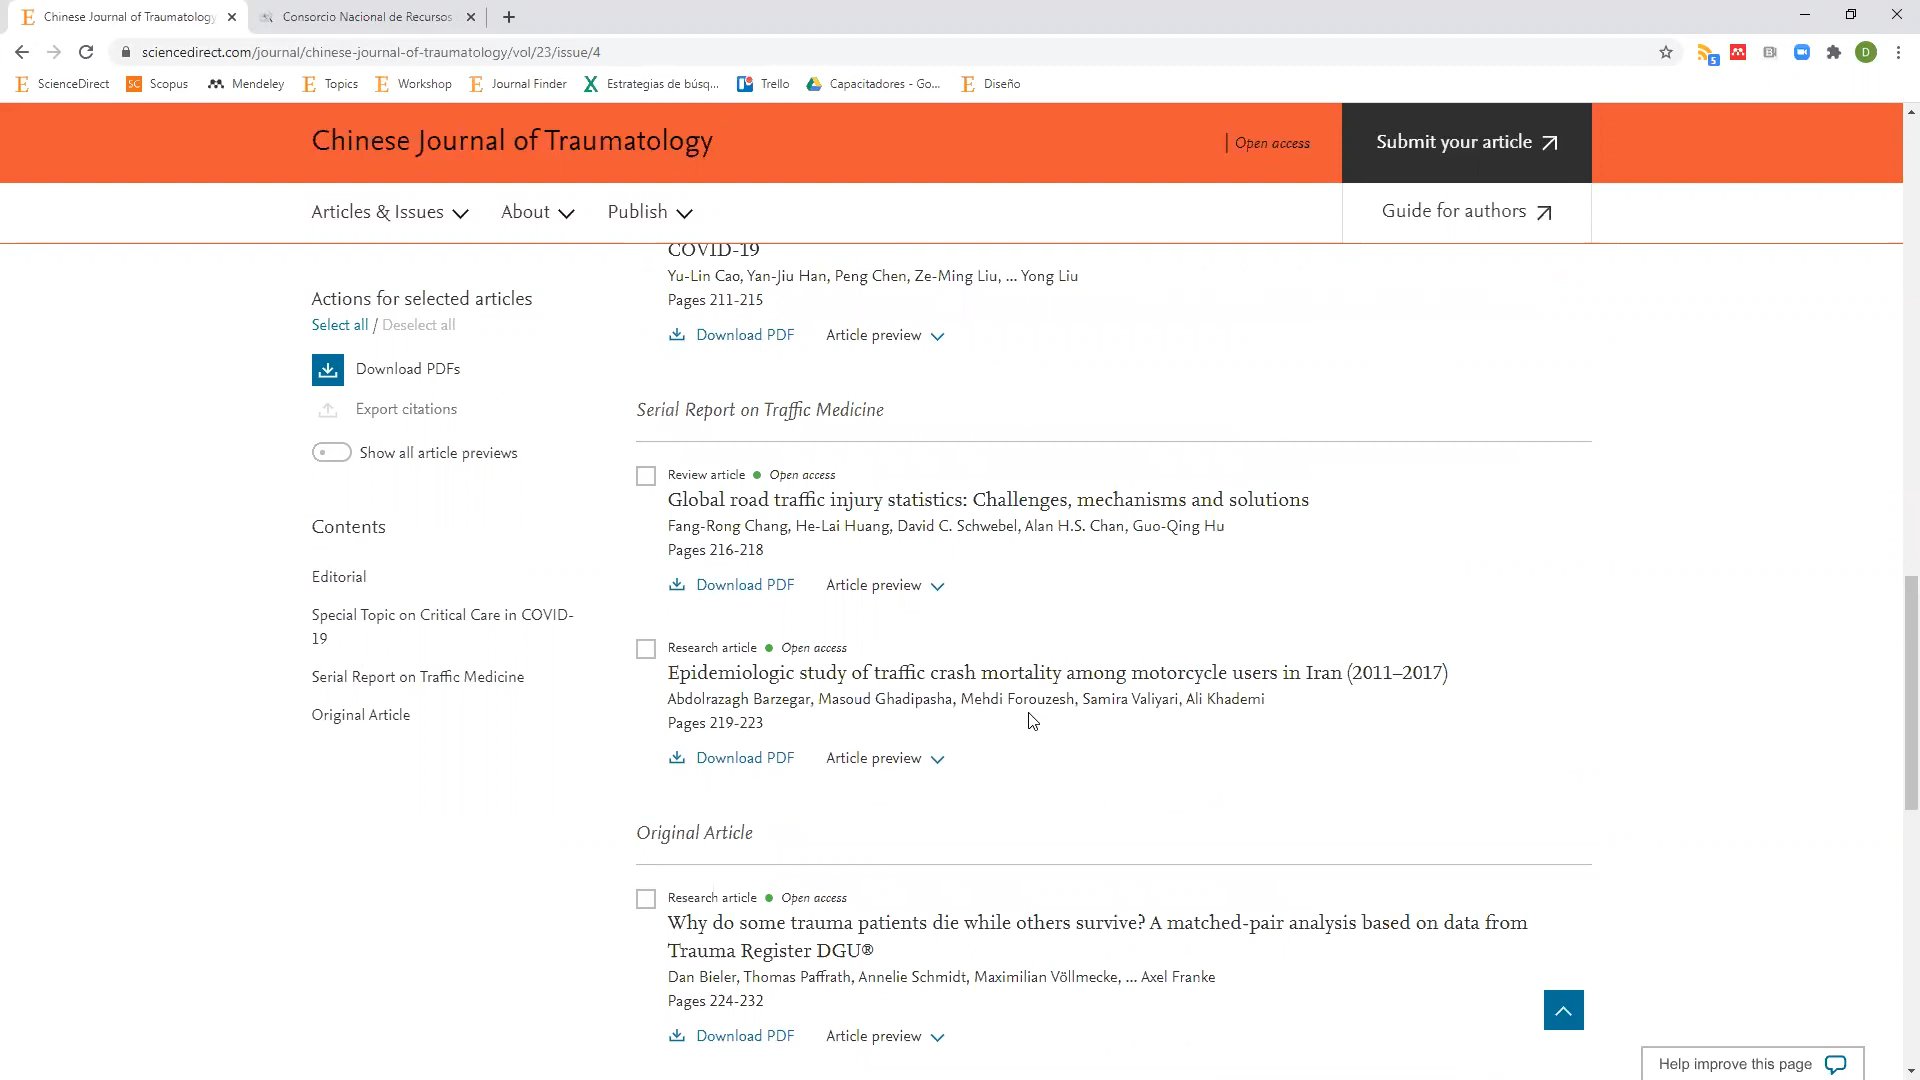 Chinese Journal of Traumatology
Consorcio Nacional de Recursos
sciencedirect.com/journal/chinese-journal-of-traumatology/vol/23/issue/4
5
D
ScienceDirect
SC Scopus
Mendeley
Topics
Workshop
Journal Finder
Estrategias de búsq...
Trello
Capacitadores - Go...
Diseño
Chinese Journal of Traumatology
Open access
Submit your article
Articles & Issues
About
Publish
Guide for authors
Actions for selected articles
Select all / Deselect all
Download PDFs
Export citations
Show all article previews
Contents
Editorial
Special Topic on Critical Care in COVID-
19
Serial Report on Traffic Medicine
Original Article
COVID-19
Yu-Lin Cao, Yan-Jiu Han, Peng Chen, Ze-Ming Liu, ... Yong Liu
Pages 211-215
Download PDF Article preview
Serial Report on Traffic Medicine
Review article Open access
Global road traffic injury statistics: Challenges, mechanisms and solutions
Fang-Rong Chang, He-Lai Huang, David C. Schwebel, Alan H.S. Chan, Guo-Qing Hu
Pages 216-218
Download PDF Article preview
Research article Open access
Epidemiologic study of traffic crash mortality among motorcycle users in Iran (2011–2017)
Abdolrazagh Barzegar, Masoud Ghadipasha, Mehdi Forouzesh, Samira Valiyari, Ali Khademi
Pages 219-223
Download PDF Article preview
Original Article
Research article Open access
Why do some trauma patients die while others survive? A matched-pair analysis based on data from
Trauma Register DGU®
Dan Bieler, Thomas Paffrath, Annelie Schmidt, Maximilian Völlmecke, ... Axel Franke
Pages 224-232
Download PDF Article preview
Help improve this page